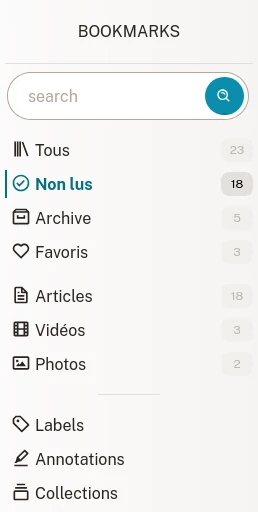 BOOKMARKS
search
Tous 23
Non lus 18
Archive 5
Favoris 3
Articles 18
Vidéos 3
Photos 2
Labels
Annotations
Collections